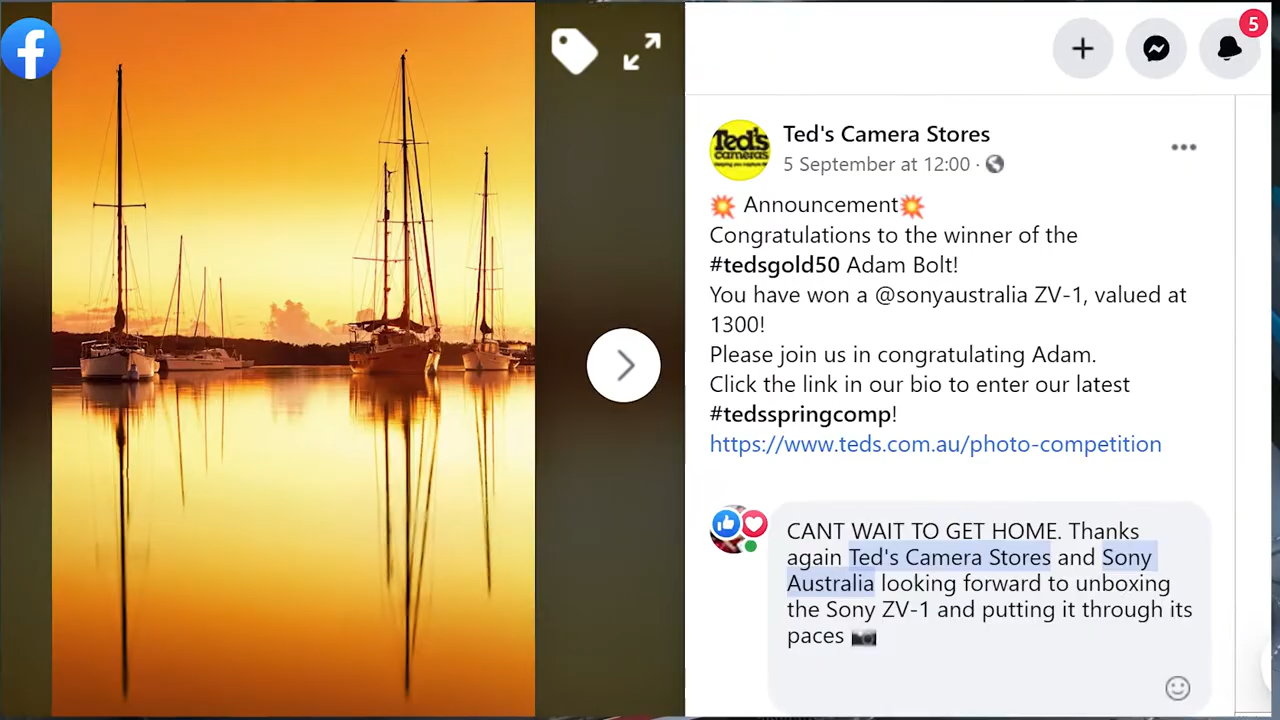 5
Ted's
cameras
Ted's Camera Stores
5 September at 12:00 ·
💥 Announcement💥
Congratulations to the winner of the
#tedsgold50 Adam Bolt!
You have won a @sonyaustralia ZV-1, valued at
1300!
Please join us in congratulating Adam.
Click the link in our bio to enter our latest
#tedsspringcomp!
https://www.teds.com.au/photo-competition
CANT WAIT TO GET HOME. Thanks
again Ted's Camera Stores and Sony
Australia looking forward to unboxing
the Sony ZV-1 and putting it through its
paces 📷